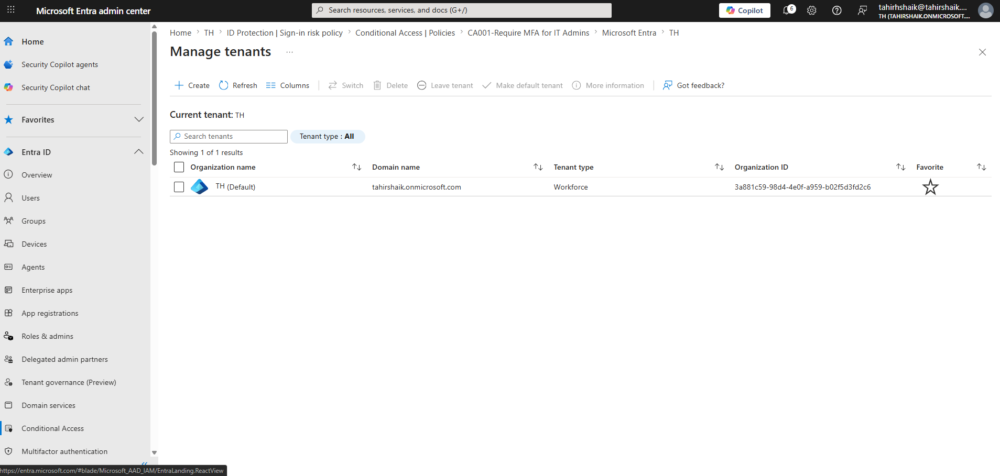 Microsoft Entra admin center
Search resources, services, and docs (G+/)
Copilot
6
tahirhshaik@tahirshaik....
TH (TAHIRSHAIK.ONMICROSOFT....
Home
Security Copilot agents
Security Copilot chat
Favorites
Entra ID
Overview
Users
Groups
Devices
Agents
Enterprise apps
App registrations
Roles & admins
Delegated admin partners
Tenant governance (Preview)
Domain services
Conditional Access
Multifactor authentication
https://entra.microsoft.com/#blade/Microsoft_AAD_IAM/EntraLanding.ReactView
Home > TH > ID Protection | Sign-in risk policy > Conditional Access | Policies > CA001-Require MFA for IT Admins > Microsoft Entra > TH
Manage tenants ...
Create Refresh Columns Switch Delete Leave tenant Make default tenant More information Got feedback?
Current tenant: TH
Search tenants Tenant type : All
Showing 1 of 1 results
Organization name Domain name Tenant type Organization ID Favorite
TH (Default) tahirshaik.onmicrosoft.com Workforce 3a881c59-98d4-4e0f-a959-b02f5d3fd2c6